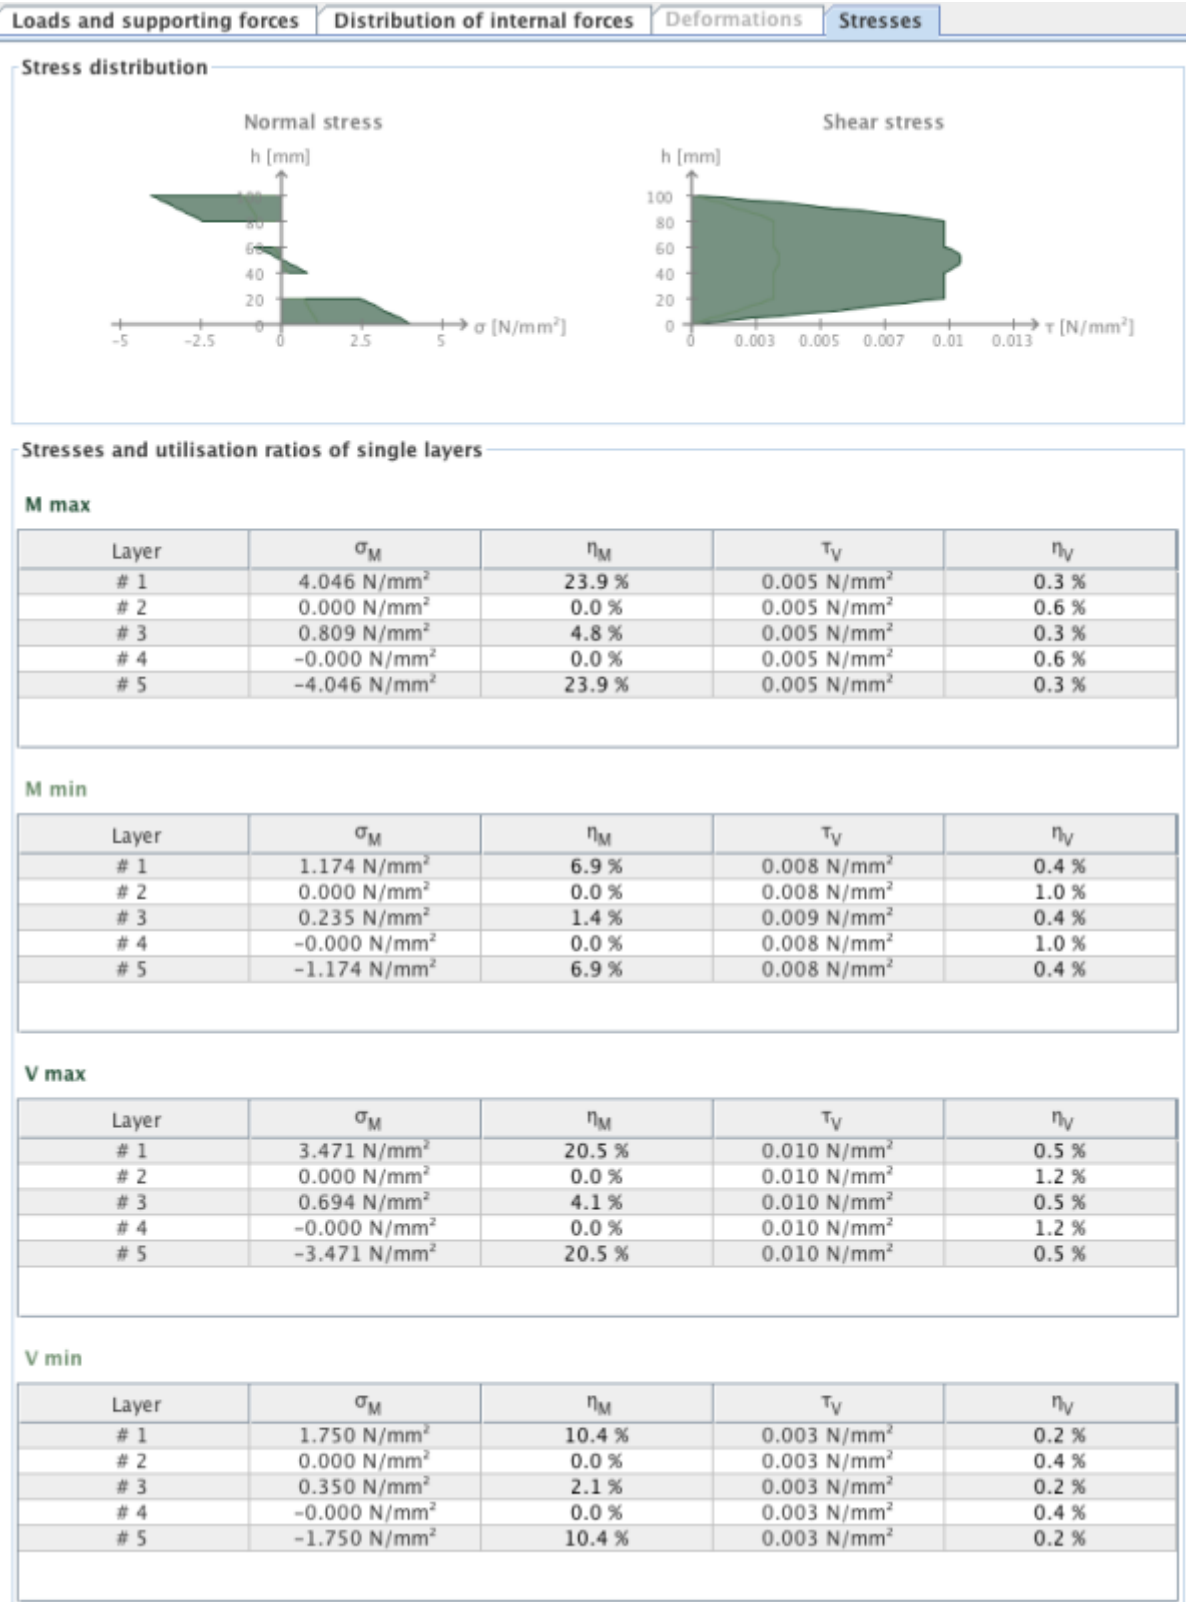 Loads and supporting forces Distribution of internal forces Deformations Stresses
Stress distribution
Normal stress Shear stress
h [mm] h [mm]
100 100
80 80
60 60
40 40
20 20
0 σ [N/mm²] 0 τ [N/mm²]
-5 -2.5 0 2.5 5 0 0.003 0.005 0.007 0.01 0.013
Stresses and utilisation ratios of single layers
M max
Layer σM ηM τV ηV
# 1 4.046 N/mm² 23.9 % 0.005 N/mm² 0.3 %
# 2 0.000 N/mm² 0.0 % 0.005 N/mm² 0.6 %
# 3 0.809 N/mm² 4.8 % 0.005 N/mm² 0.3 %
# 4 -0.000 N/mm² 0.0 % 0.005 N/mm² 0.6 %
# 5 -4.046 N/mm² 23.9 % 0.005 N/mm² 0.3 %
M min
Layer σM ηM τV ηV
# 1 1.174 N/mm² 6.9 % 0.008 N/mm² 0.4 %
# 2 0.000 N/mm² 0.0 % 0.008 N/mm² 1.0 %
# 3 0.235 N/mm² 1.4 % 0.009 N/mm² 0.4 %
# 4 -0.000 N/mm² 0.0 % 0.008 N/mm² 1.0 %
# 5 -1.174 N/mm² 6.9 % 0.008 N/mm² 0.4 %
V max
Layer σM ηM τV ηV
# 1 3.471 N/mm² 20.5 % 0.010 N/mm² 0.5 %
# 2 0.000 N/mm² 0.0 % 0.010 N/mm² 1.2 %
# 3 0.694 N/mm² 4.1 % 0.010 N/mm² 0.5 %
# 4 -0.000 N/mm² 0.0 % 0.010 N/mm² 1.2 %
# 5 -3.471 N/mm² 20.5 % 0.010 N/mm² 0.5 %
V min
Layer σM ηM τV ηV
# 1 1.750 N/mm² 10.4 % 0.003 N/mm² 0.2 %
# 2 0.000 N/mm² 0.0 % 0.003 N/mm² 0.4 %
# 3 0.350 N/mm² 2.1 % 0.003 N/mm² 0.2 %
# 4 -0.000 N/mm² 0.0 % 0.003 N/mm² 0.4 %
# 5 -1.750 N/mm² 10.4 % 0.003 N/mm² 0.2 %